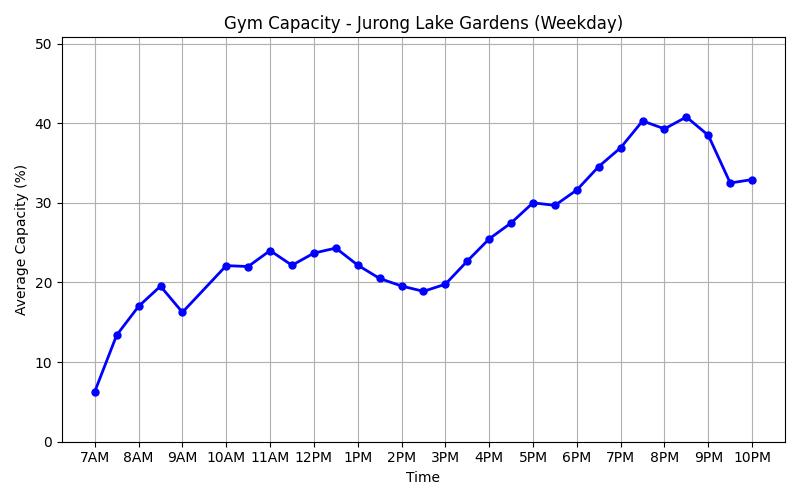 Gym Capacity - Jurong Lake Gardens (Weekday)
50
40
30
20
10
0
Average Capacity (%)
7AM 8AM 9AM 10AM 11AM 12PM 1PM 2PM 3PM 4PM 5PM 6PM 7PM 8PM 9PM 10PM
Time